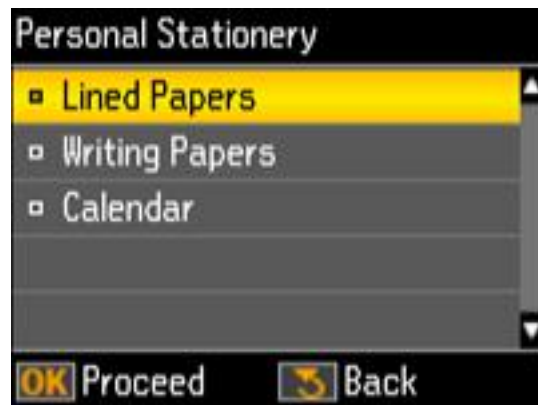 Personal Stationery
Lined Papers
Writing Papers
Calendar
OK Proceed Back